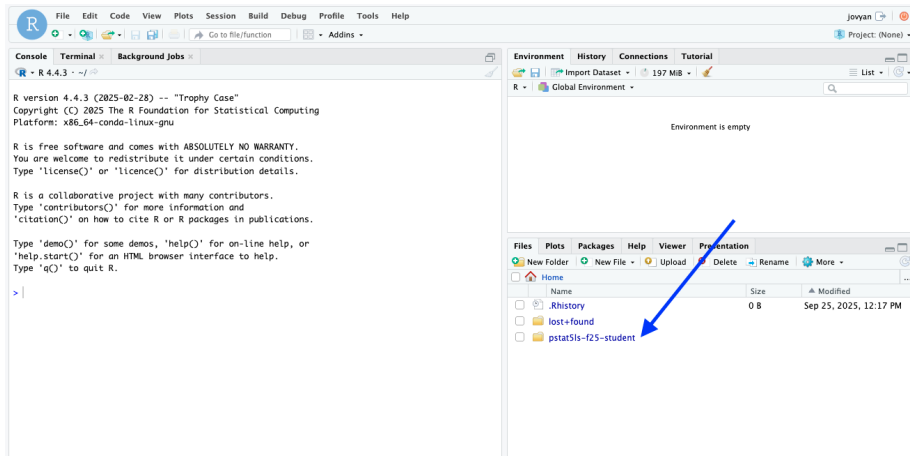 R
File Edit Code View Plots Session Build Debug Profile Tools Help
jovyan
Go to file/function
Addins
Project: (None)
Console Terminal Background Jobs
R 4.4.3 · ~/
R version 4.4.3 (2025-02-28) -- "Trophy Case"
Copyright (C) 2025 The R Foundation for Statistical Computing
Platform: x86_64-conda-linux-gnu
R is free software and comes with ABSOLUTELY NO WARRANTY.
You are welcome to redistribute it under certain conditions.
Type 'license()' or 'licence()' for distribution details.
R is a collaborative project with many contributors.
Type 'contributors()' for more information and
'citation()' on how to cite R or R packages in publications.
Type 'demo()' for some demos, 'help()' for on-line help, or
'help.start()' for an HTML browser interface to help.
Type 'q()' to quit R.
>
Environment History Connections Tutorial
Import Dataset 197 MiB List
R Global Environment
Environment is empty
Files Plots Packages Help Viewer Presentation
New Folder New File Upload Delete Rename More
Home ...
Name Size Modified
.Rhistory 0 B Sep 25, 2025, 12:17 PM
lost+found
pstat5ls-f25-student